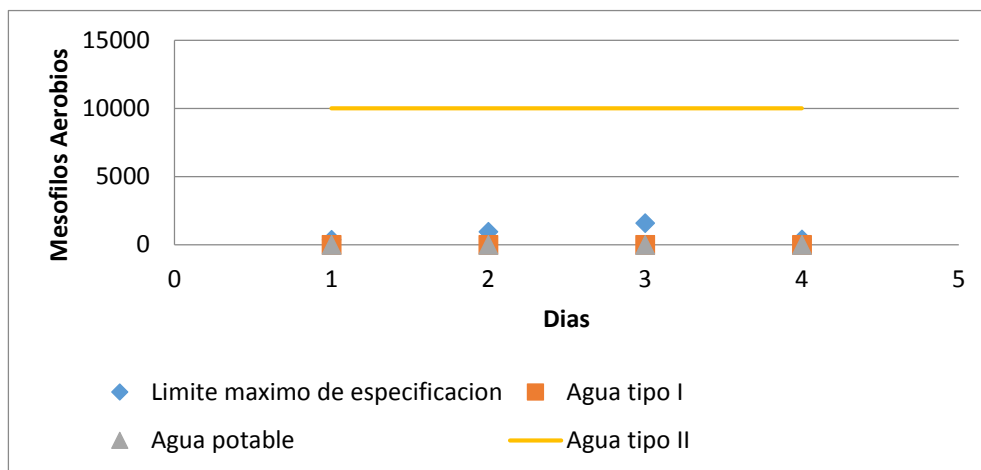 15000
10000
5000
0
Mesofilos Aerobios
0 1 2 3 4 5
Dias
Limite maximo de especificacion Agua tipo I
Agua potable Agua tipo II